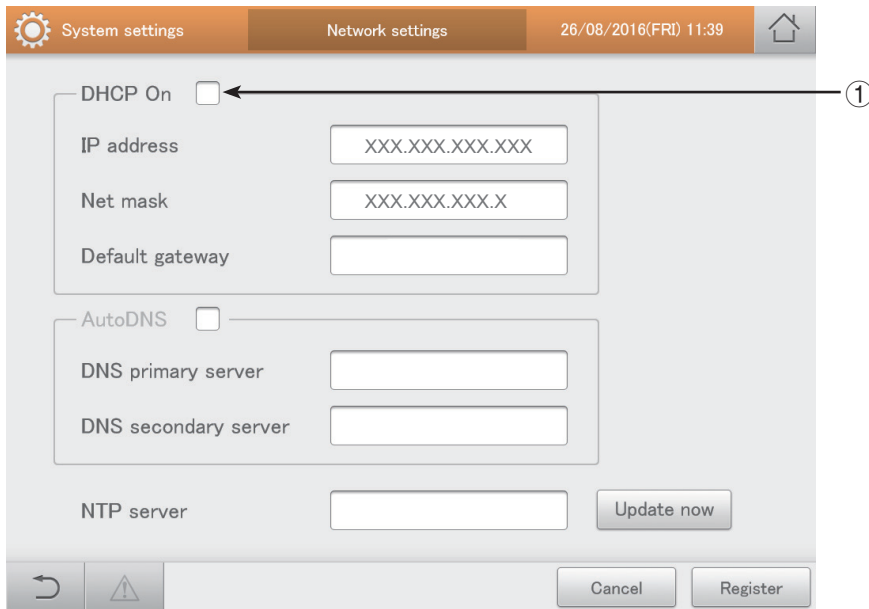 System settings Network settings 26/08/2016(FRI) 11:39
DHCP On ①
IP address XXX.XXX.XXX.XXX
Net mask XXX.XXX.XXX.X
Default gateway
AutoDNS
DNS primary server
DNS secondary server
NTP server Update now
Cancel Register